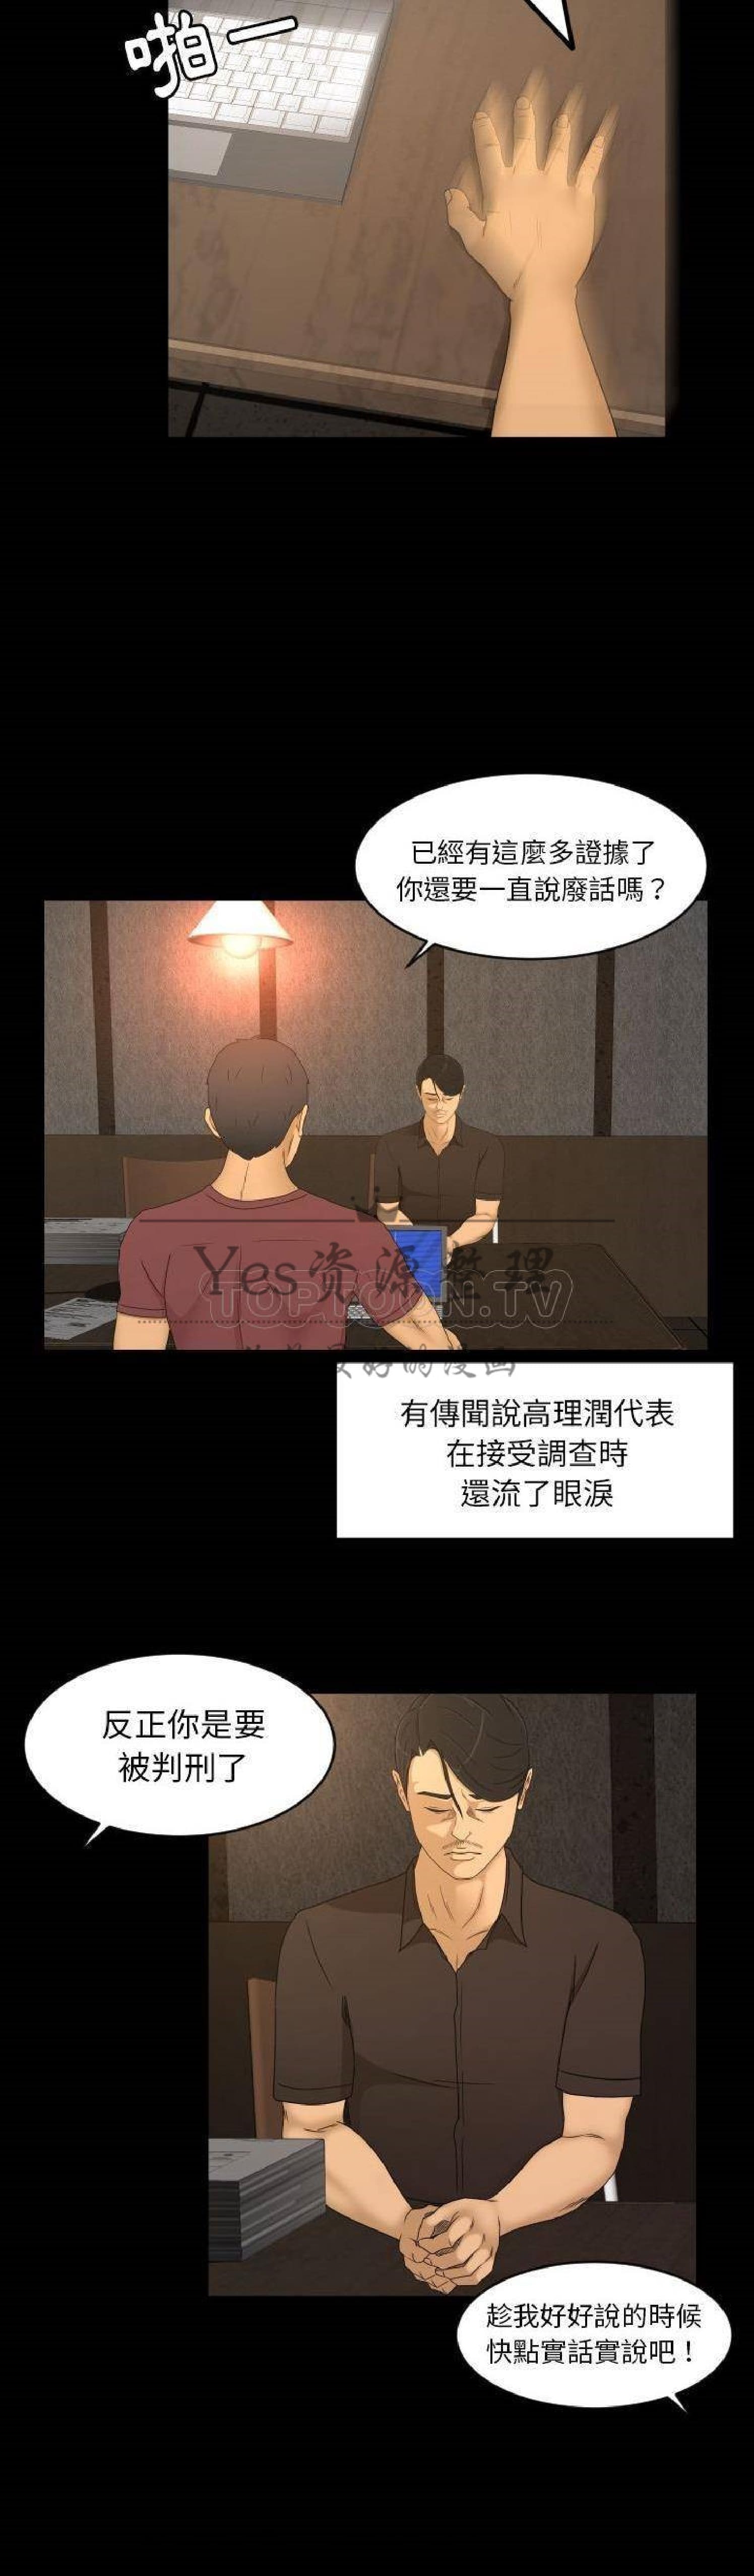 啪一
已經有這麼多證據了
你還要一直說廢話嗎？
Yes资源整理
TOPTOON.TV
有傳聞說高理潤代表
在接受調查時
還流了眼淚
反正你是要
被判刑了
趁我好好說的時候
快點實話實說吧！